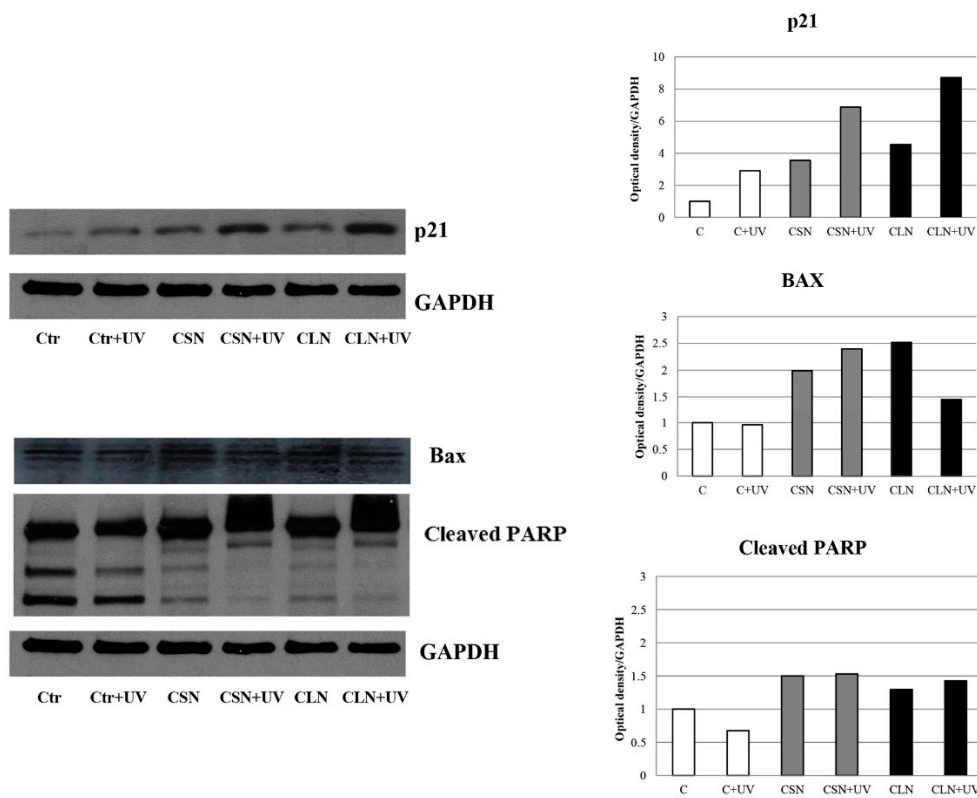 p21
GAPDH
Ctr Ctr+UV CSN CSN+UV CLN CLN+UV
Bax
Cleaved PARP
GAPDH
Ctr Ctr+UV CSN CSN+UV CLN CLN+UV
p21
Optical density/GAPDH
10
8
6
4
2
0
C C+UV CSN CSN+UV CLN CLN+UV
BAX
Optical density/GAPDH
3
2.5
2
1.5
1
0.5
0
C C+UV CSN CSN+UV CLN CLN+UV
Cleaved PARP
Optical density/GAPDH
3
2.5
2
1.5
1
0.5
0
C C+UV CSN CSN+UV CLN CLN+UV